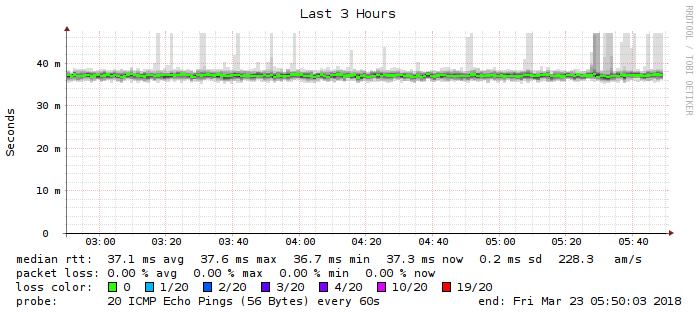 Last 3 Hours
RRDTOOL / TOBI OETIKER
Seconds
40 m
30 m
20 m
10 m
0
03:00 03:20 03:40 04:00 04:20 04:40 05:00 05:20 05:40
median rtt: 37.1 ms avg 37.6 ms max 36.7 ms min 37.3 ms now 0.2 ms sd 228.3 am/s
packet loss: 0.00 % avg 0.00 % max 0.00 % min 0.00 % now
loss color: 0 1/20 2/20 3/20 4/20 10/20 19/20
probe: 20 ICMP Echo Pings (56 Bytes) every 60s end: Fri Mar 23 05:50:03 2018